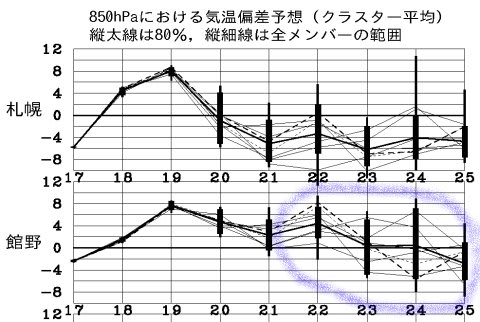 850hPaにおける気温偏差予想（クラスター平均）
縦太線は80％，縦細線は全メンバーの範囲
12
8
4
札幌 0
-4
-8
17 18 19 20 21 22 23 24 25
12
8
4
館野 0
-4
-8
12 17 18 19 20 21 22 23 24 25